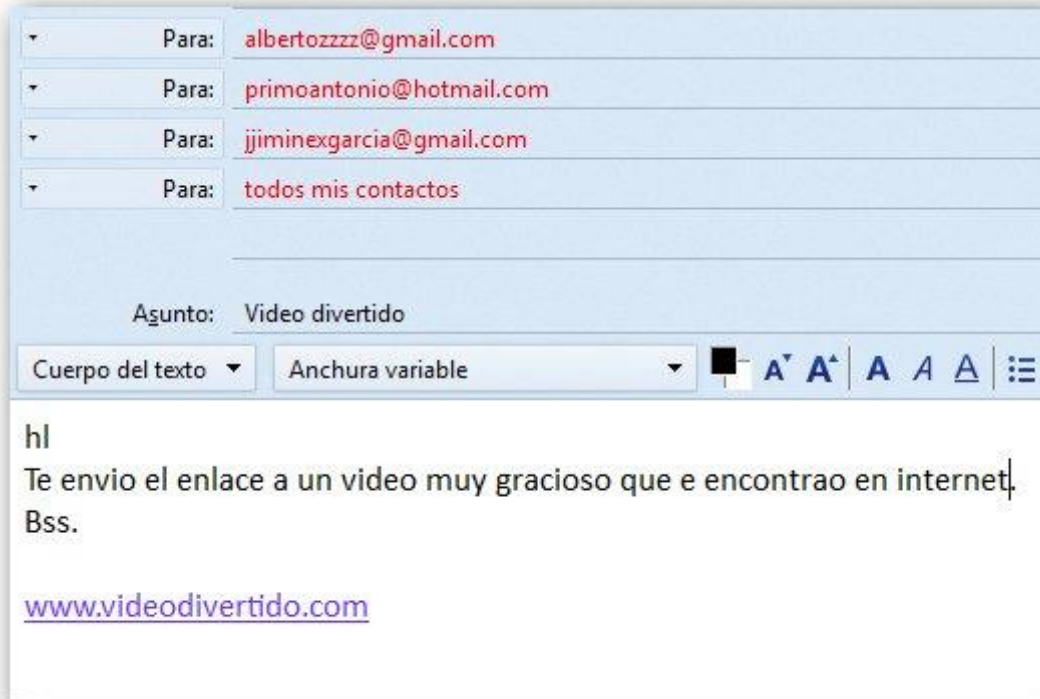 Para: albertozzzz@gmail.com
Para: primoantonio@hotmail.com
Para: jjiminexgarcia@gmail.com
Para: todos mis contactos
Asunto: Video divertido
Cuerpo del texto Anchura variable A A A A A
hl
Te envio el enlace a un video muy gracioso que e encontrao en internet.
Bss.
www.videodivertido.com